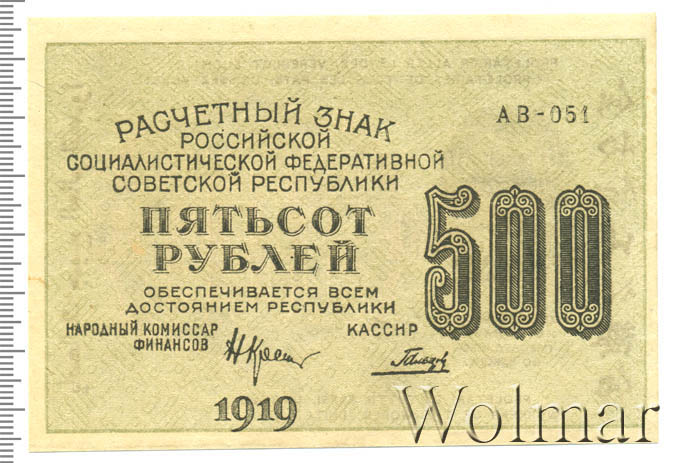 РАСЧЕТНЫЙ ЗНАК
РОССИЙСКОЙ
СОЦИАЛИСТИЧЕСКОЙ ФЕДЕРАТИВНОЙ
СОВЕТСКОЙ РЕСПУБЛИКИ
АВ-051
ПЯТЬСОТ
РУБЛЕЙ
500
ОБЕСПЕЧИВАЕТСЯ ВСЕМ
ДОСТОЯНИЕМ РЕСПУБЛИКИ
НАРОДНЫЙ КОМИССАР
ФИНАНСОВ
КАССИР
1919
Wolmar